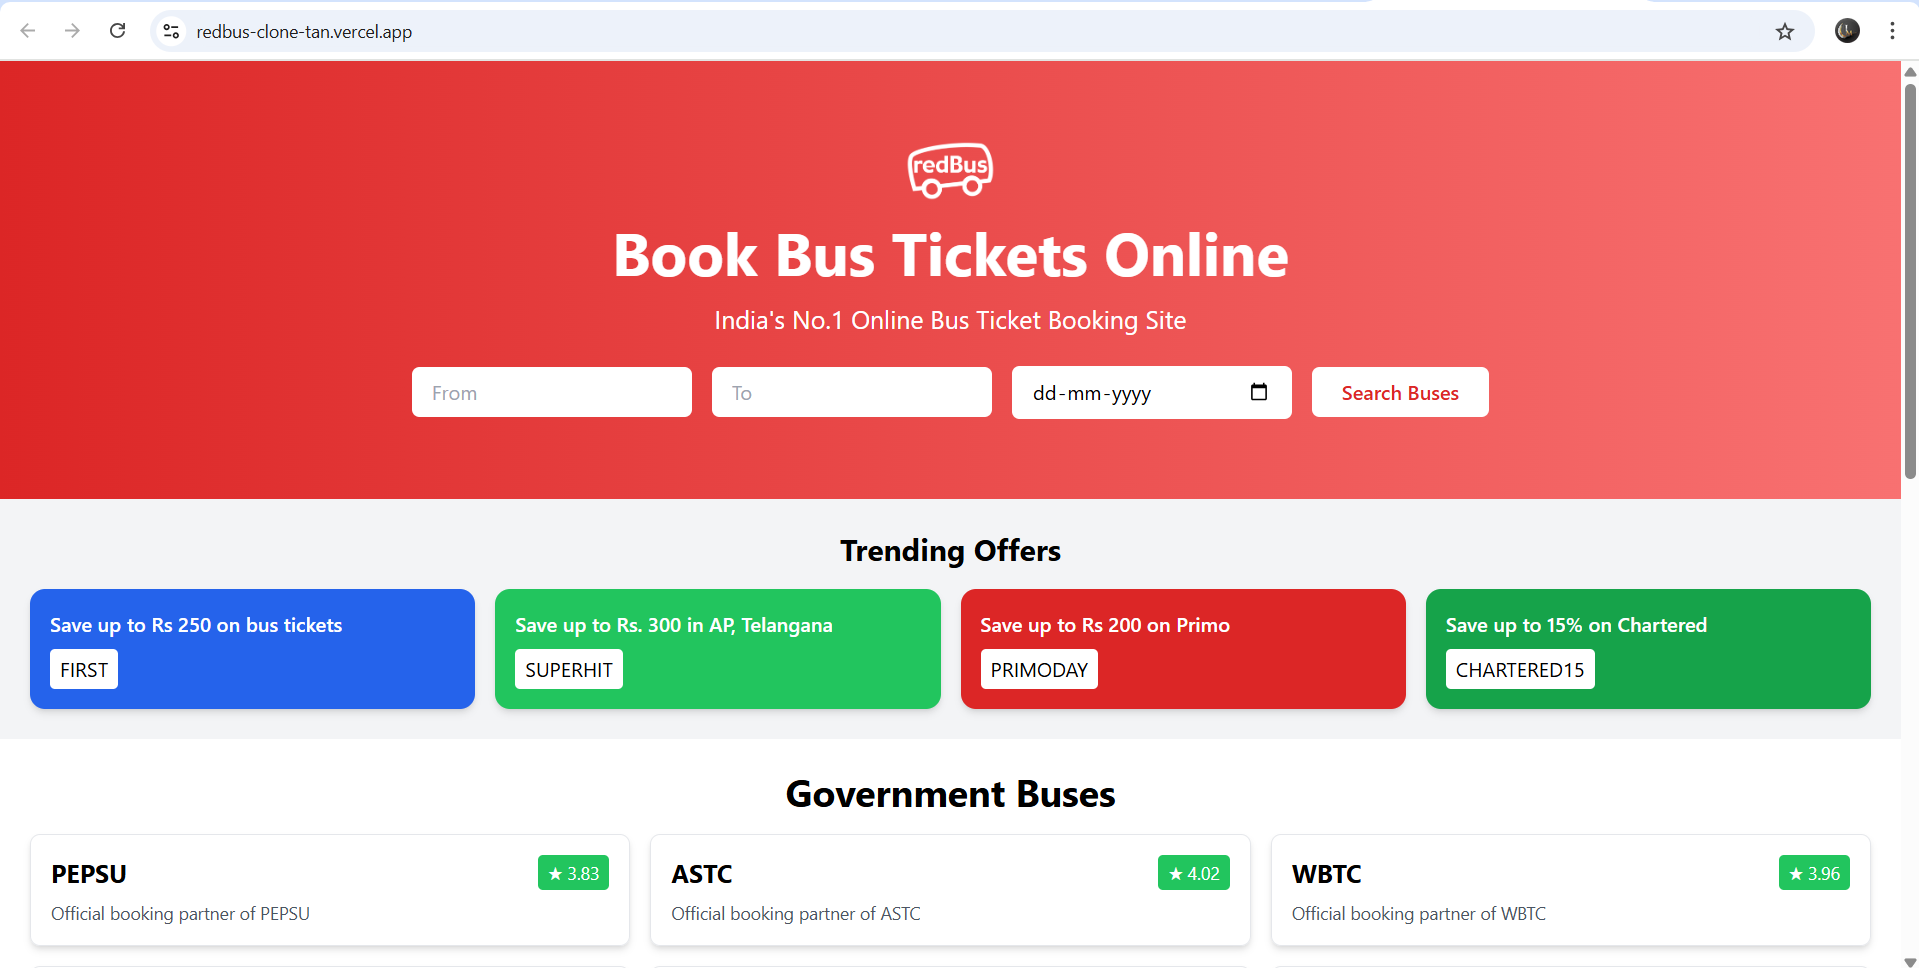 redbus-clone-tan.vercel.app
redBus
Book Bus Tickets Online
India's No.1 Online Bus Ticket Booking Site
From To dd-mm-yyyy Search Buses
Trending Offers
Save up to Rs 250 on bus tickets
FIRST
Save up to Rs. 300 in AP, Telangana
SUPERHIT
Save up to Rs 200 on Primo
PRIMODAY
Save up to 15% on Chartered
CHARTERED15
Government Buses
PEPSU ★ 3.83
Official booking partner of PEPSU
ASTC ★ 4.02
Official booking partner of ASTC
WBTC ★ 3.96
Official booking partner of WBTC